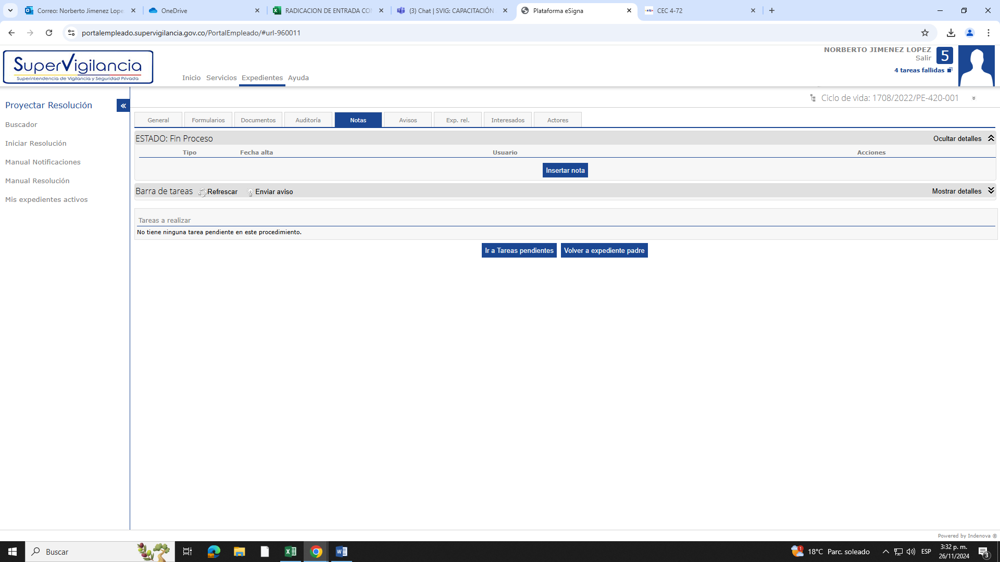 Correo: Norberto Jimenez Lope
OneDrive
RADICACION DE ENTRADA CO
(3) Chat | SVIG: CAPACITACIÓN
Plataforma eSigna
CEC 4-72
portalempleado.supervigilancia.gov.co/PortalEmpleado/#url-960011
SuperVigilancia
Superintendencia de Vigilancia y Seguridad Privada
Inicio Servicios Expedientes Ayuda
NORBERTO JIMENEZ LOPEZ
Salir
5
4 tareas fallidas
Proyectar Resolución
Buscador
Iniciar Resolución
Manual Notificaciones
Manual Resolución
Mis expedientes activos
Ciclo de vida: 1708/2022/PE-420-001
General Formularios Documentos Auditoría Notas Avisos Exp. rel. Interesados Actores
ESTADO: Fin Proceso
Ocultar detalles
Tipo Fecha alta Usuario Acciones
Insertar nota
Barra de tareas Refrescar Enviar aviso
Mostrar detalles
Tareas a realizar
No tiene ninguna tarea pendiente en este procedimiento.
Ir a Tareas pendientes Volver a expediente padre
Powered by Indenova ®
Buscar
1
18°C Parc. soleado
ESP
3:32 p. m.
26/11/2024
3